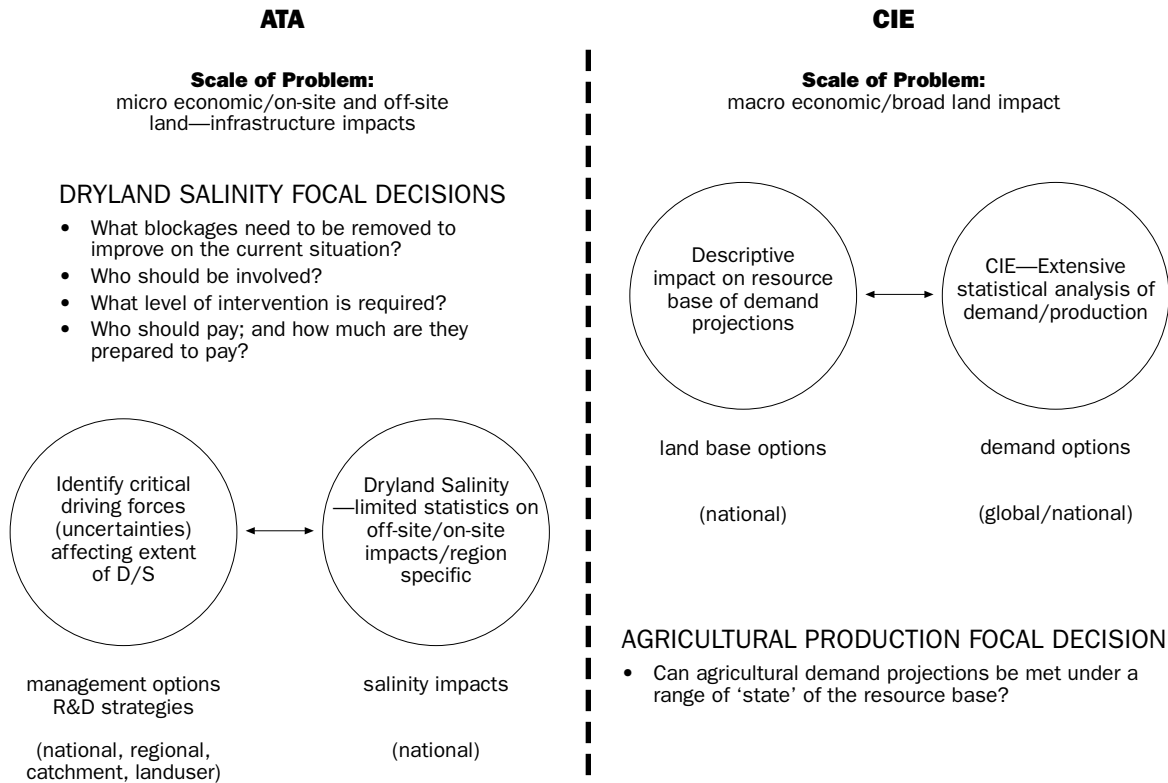 ATA
Scale of Problem:
micro economic/on-site and off-site
land—infrastructure impacts
DRYLAND SALINITY FOCAL DECISIONS
• What blockages need to be removed to
improve on the current situation?
• Who should be involved?
• What level of intervention is required?
• Who should pay; and how much are they
prepared to pay?
Identify critical
driving forces
(uncertainties)
affecting extent
of D/S
Dryland Salinity
—limited statistics on
off-site/on-site
impacts/region
specific
management options
R&D strategies
(national, regional,
catchment, landuser)
salinity impacts
(national)
CIE
Scale of Problem:
macro economic/broad land impact
Descriptive
impact on resource
base of demand
projections
CIE—Extensive
statistical analysis of
demand/production
land base options
(national)
demand options
(global/national)
AGRICULTURAL PRODUCTION FOCAL DECISION
• Can agricultural demand projections be met under a
range of ‘state’ of the resource base?